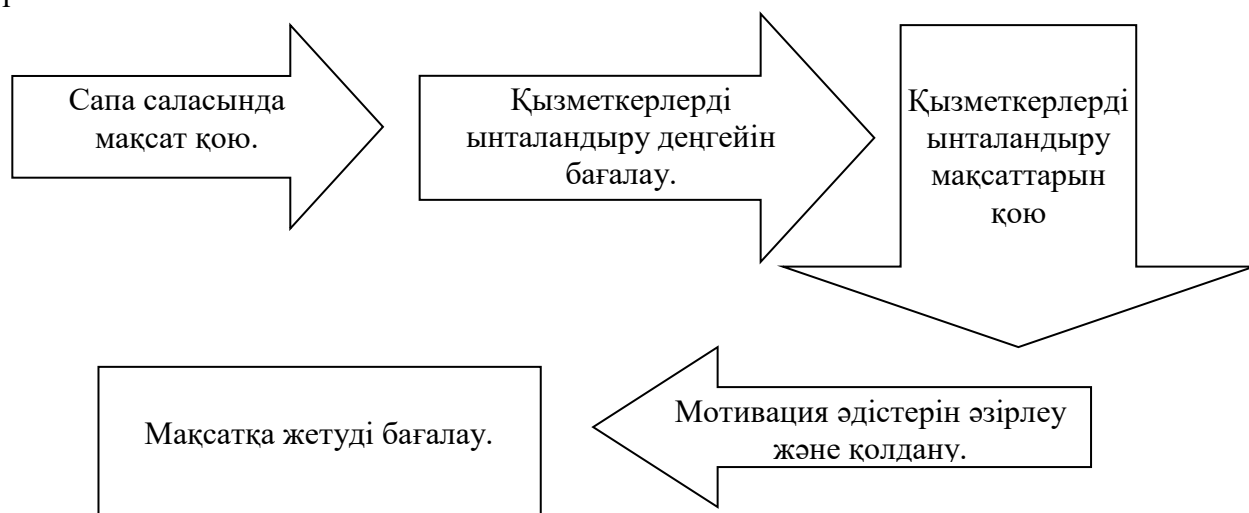 Сапа саласында
мақсат қою.
Қызметкерлерді
ынталандыру деңгейін
бағалау.
Қызметкерлерді
ынталандыру
мақсаттарын
қою
Мотивация әдістерін әзірлеу
және қолдану.
Мақсатқа жетуді бағалау.